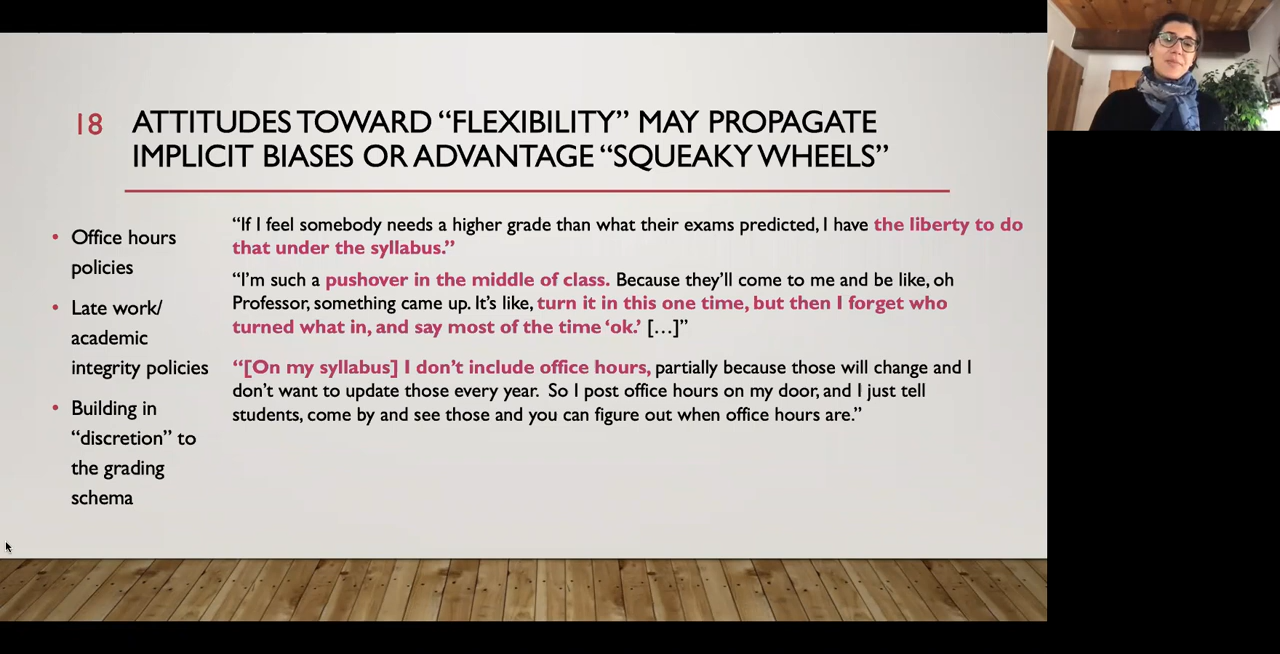 18
ATTITUDES TOWARD “FLEXIBILITY” MAY PROPAGATE
IMPLICIT BIASES OR ADVANTAGE “SQUEAKY WHEELS”
• Office hours
policies
• Late work/
academic
integrity policies
• Building in
“discretion” to
the grading
schema
“If I feel somebody needs a higher grade than what their exams predicted, I have the liberty to do
that under the syllabus.”
“I’m such a pushover in the middle of class. Because they’ll come to me and be like, oh
Professor, something came up. It’s like, turn it in this one time, but then I forget who
turned what in, and say most of the time ‘ok.’ […]”
“[On my syllabus] I don’t include office hours, partially because those will change and I
don’t want to update those every year.  So I post office hours on my door, and I just tell
students, come by and see those and you can figure out when office hours are.”